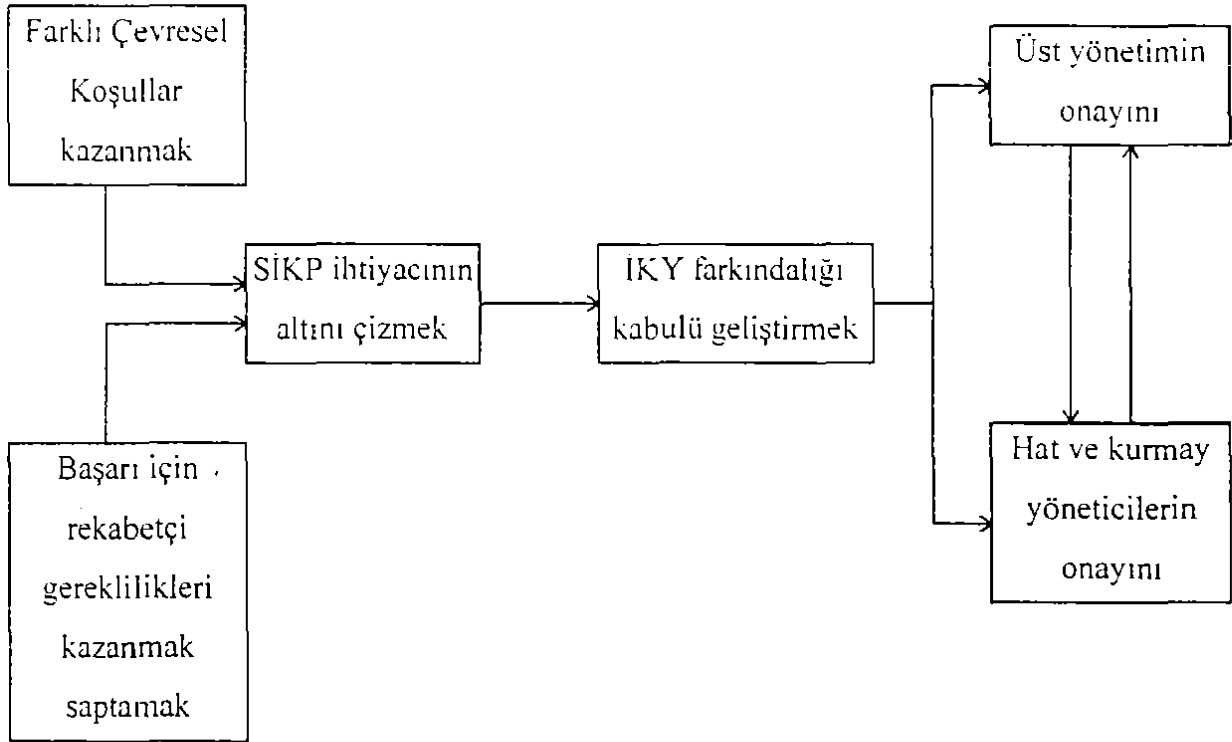 Farklı Çevresel
Koşullar
kazanmak
Başarı için
rekabetçi
gereklilikleri
kazanmak
saptamak
SİKP ihtiyacının
altını çizmek
İKY farkındalığı
kabulü geliştirmek
Üst yönetimin
onayını
Hat ve kurmay
yöneticilerin
onayını